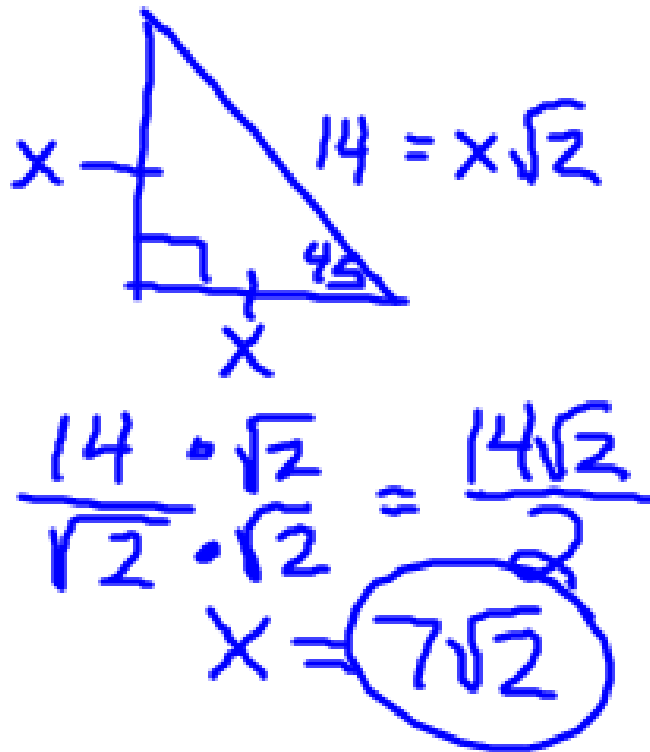 x
14 = x√2
45
x
14 · √2 = 14√2
√2 · √2 2
x = 7√2